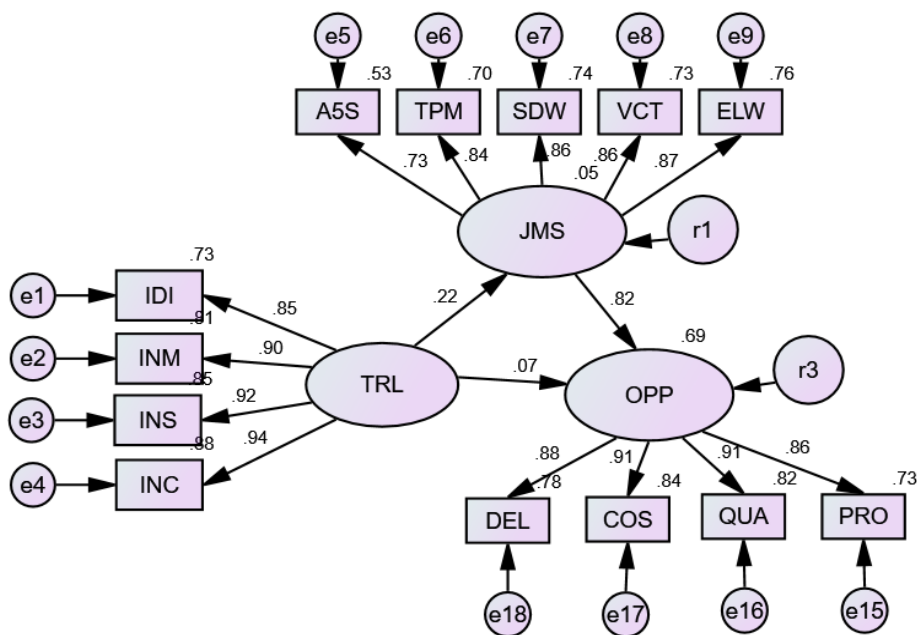 e5 e6 e7 e8 e9
.53 .70 .74 .73 .76
A5S TPM SDW VCT ELW
.73 .84 .86 .86 .87
.05
JMS r1
.73
e1 IDI .85 .22 .82
.81
e2 INM .90 .69
.85 TRL .07 r3
.92 OPP
e3 INS
.88 .94
e4 INC
.88 .91 .91 .86
.78 .84 .82 .73
DEL COS QUA PRO
e18 e17 e16 e15